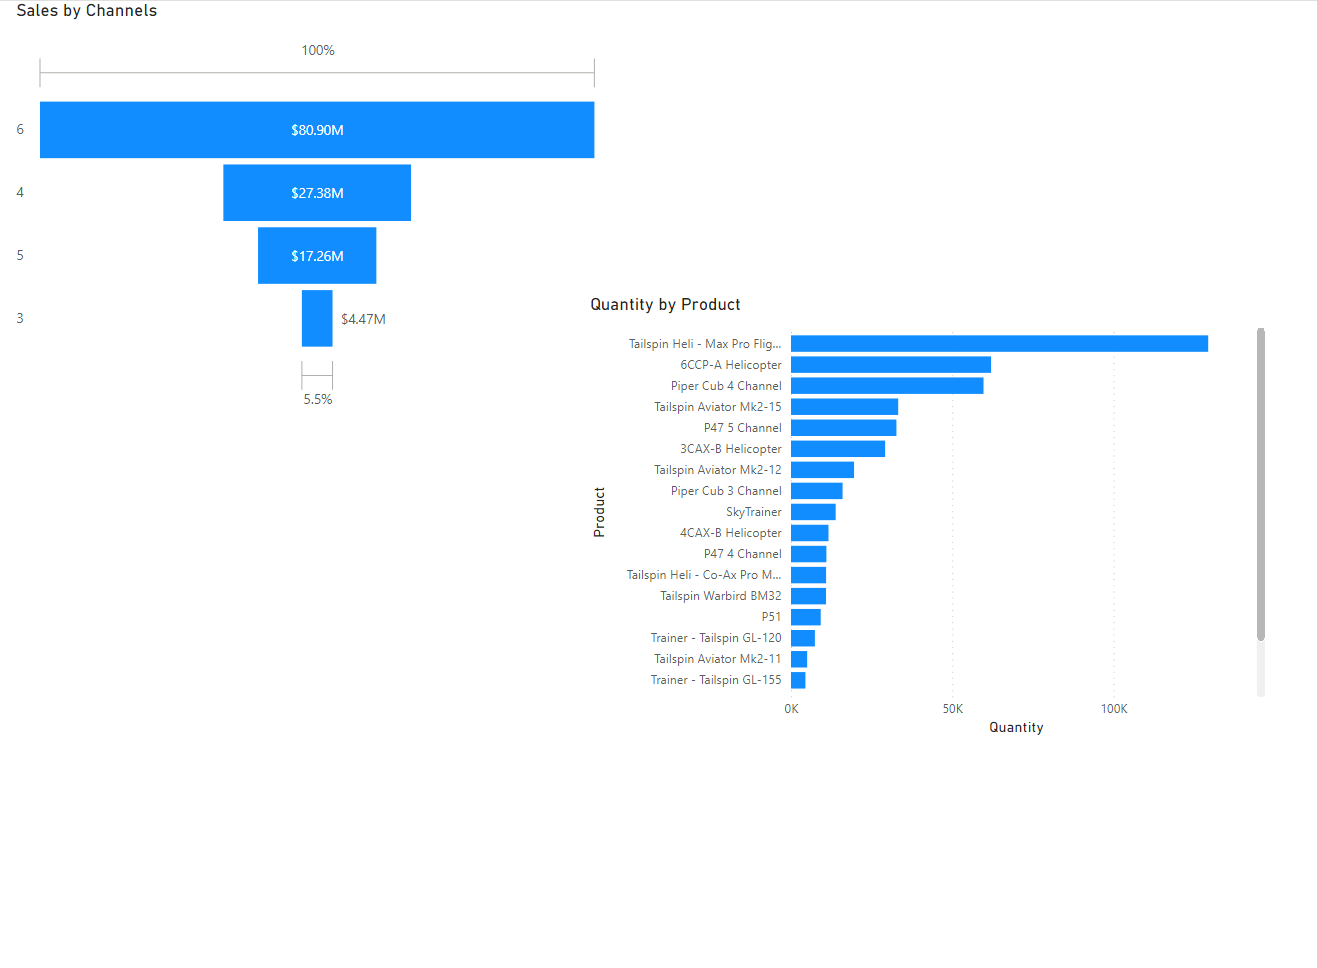 Sales by Channels
100%
6
$80.90M
4
$27.38M
5
$17.26M
3
$4.47M
5.5%
Quantity by Product
Product
Tailspin Heli - Max Pro Flig...
6CCP-A Helicopter
Piper Cub 4 Channel
Tailspin Aviator Mk2-15
P47 5 Channel
3CAX-B Helicopter
Tailspin Aviator Mk2-12
Piper Cub 3 Channel
SkyTrainer
4CAX-B Helicopter
P47 4 Channel
Tailspin Heli - Co-Ax Pro M...
Tailspin Warbird BM32
P51
Trainer - Tailspin GL-120
Tailspin Aviator Mk2-11
Trainer - Tailspin GL-155
0K 50K 100K
Quantity